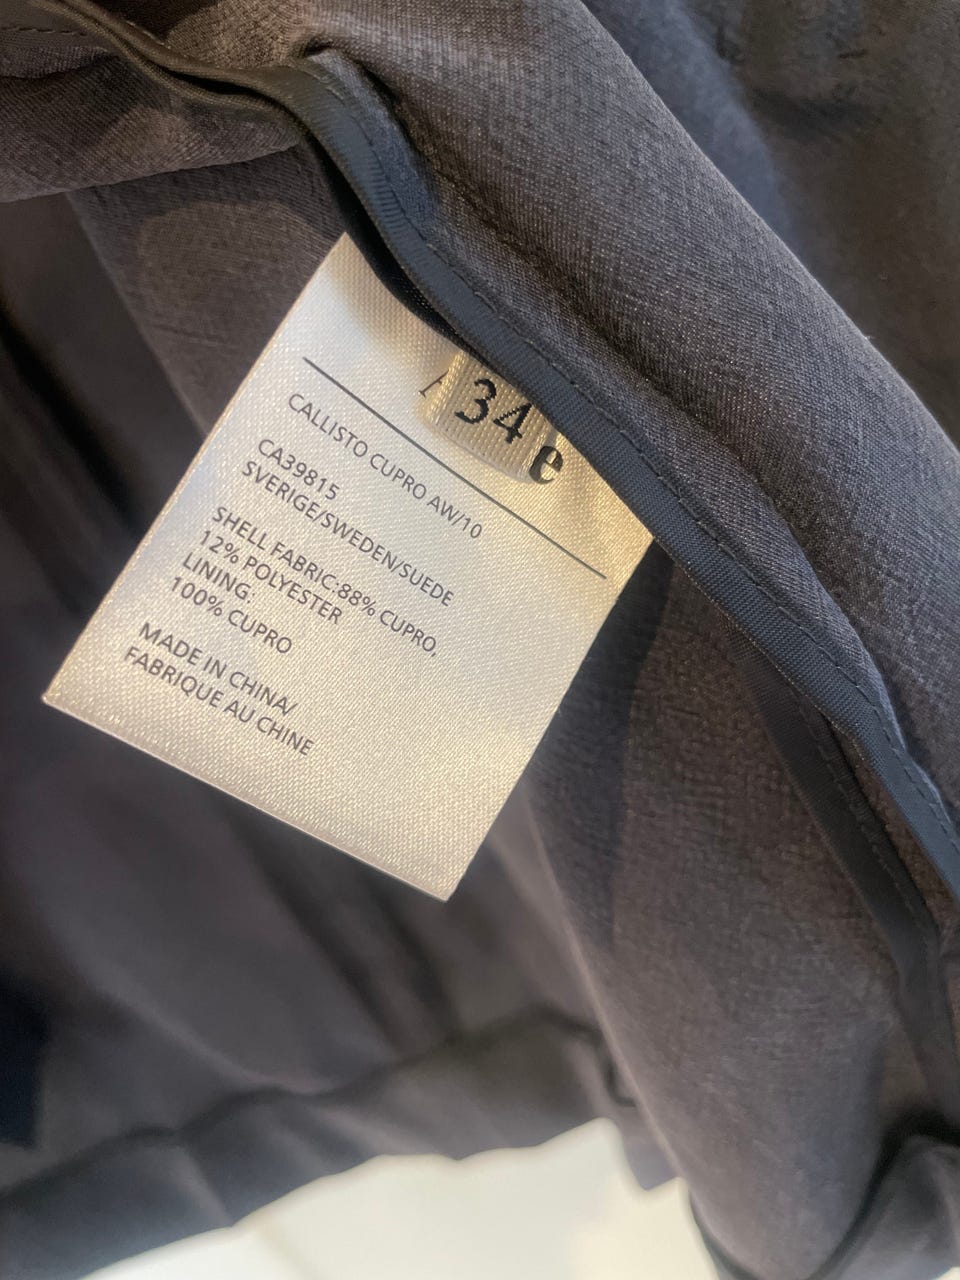 34
e
CALLISTO CUPRO AW/10
CA39815
SVERIGE/SWEDEN/SUEDE
SHELL FABRIC:88% CUPRO,
12% POLYESTER
LINING:
100% CUPRO
MADE IN CHINA/
FABRIQUE AU CHINE